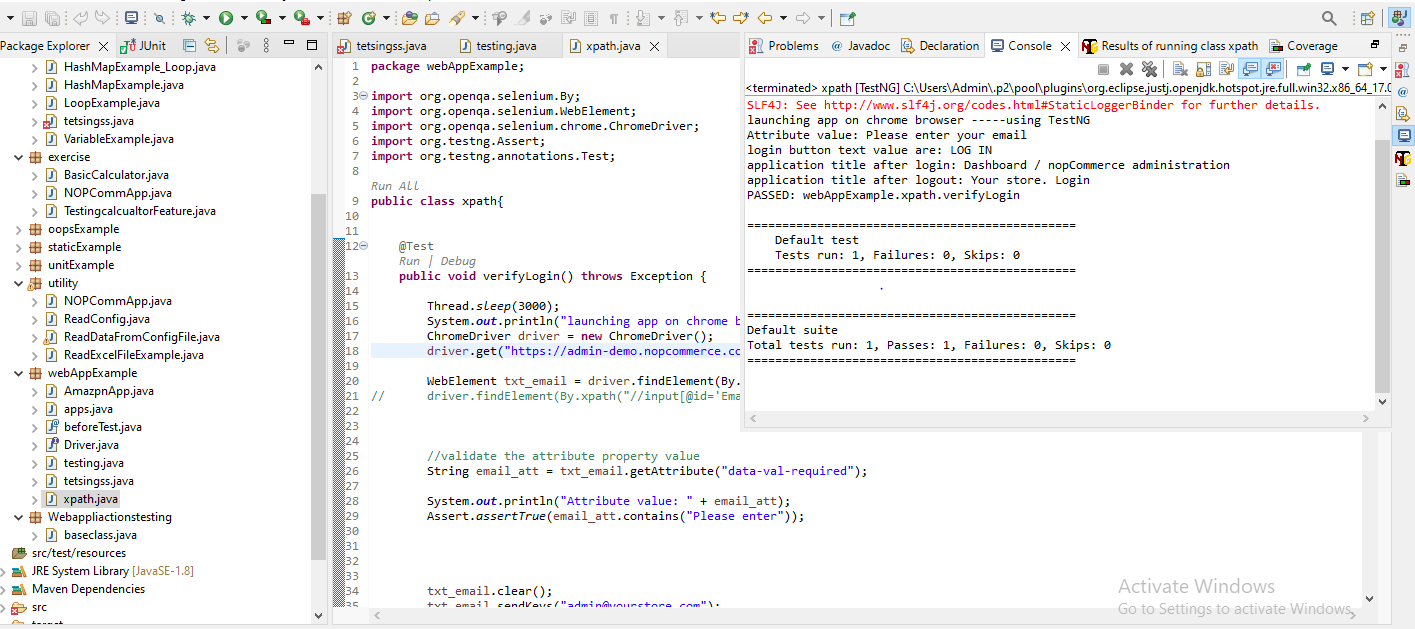 Package Explorer
JUnit
HashMapExample_Loop.java
HashMapExample.java
LoopExample.java
tetsingss.java
VariableExample.java
exercise
BasicCalculator.java
NOPCommApp.java
TestingcalcualtorFeature.java
oopsExample
staticExample
unitExample
utility
NOPCommApp.java
ReadConfig.java
ReadDataFromConfigFile.java
ReadExcelFileExample.java
webAppExample
AmazpnApp.java
apps.java
beforeTest.java
Driver.java
testing.java
tetsingss.java
xpath.java
Webappliactionstesting
baseclass.java
src/test/resources
JRE System Library [JavaSE-1.8]
Maven Dependencies
src
target
tetsingss.java
testing.java
xpath.java
1 package webAppExample;
2
3 import org.openqa.selenium.By;
4 import org.openqa.selenium.WebElement;
5 import org.openqa.selenium.chrome.ChromeDriver;
6 import org.testng.Assert;
7 import org.testng.annotations.Test;
8
Run All
9 public class xpath{
10
11
12 @Test
Run | Debug
13 public void verifyLogin() throws Exception {
14
15 Thread.sleep(3000);
16 System.out.println("launching app on chrome b
17 ChromeDriver driver = new ChromeDriver();
18 driver.get("https://admin-demo.nopcommerce.co
19
20 WebElement txt_email = driver.findElement(By.
21 // driver.findElement(By.xpath("//input[@id='Ema
22
23
24
25 //validate the attribute property value
26 String email_att = txt_email.getAttribute("data-val-required");
27
28 System.out.println("Attribute value: " + email_att);
29 Assert.assertTrue(email_att.contains("Please enter"));
30
31
32
33
34 txt_email.clear();
35 txt_email.sendKeys("admin@yourstore.com");
Problems
Javadoc
Declaration
Console
Results of running class xpath
Coverage
<terminated> xpath [TestNG] C:\Users\Admin\.p2\pool\plugins\org.eclipse.justj.openjdk.hotspot.jre.full.win32.x86_64_17.0
SLF4J: See http://www.slf4j.org/codes.html#StaticLoggerBinder for further details.
launching app on chrome browser -----using TestNG
Attribute value: Please enter your email
login button text value are: LOG IN
application title after login: Dashboard / nopCommerce administration
application title after logout: Your store. Login
PASSED: webAppExample.xpath.verifyLogin
===============================================
Default test
Tests run: 1, Failures: 0, Skips: 0
===============================================
===============================================
Default suite
Total tests run: 1, Passes: 1, Failures: 0, Skips: 0
===============================================
Activate Windows
Go to Settings to activate Windows.